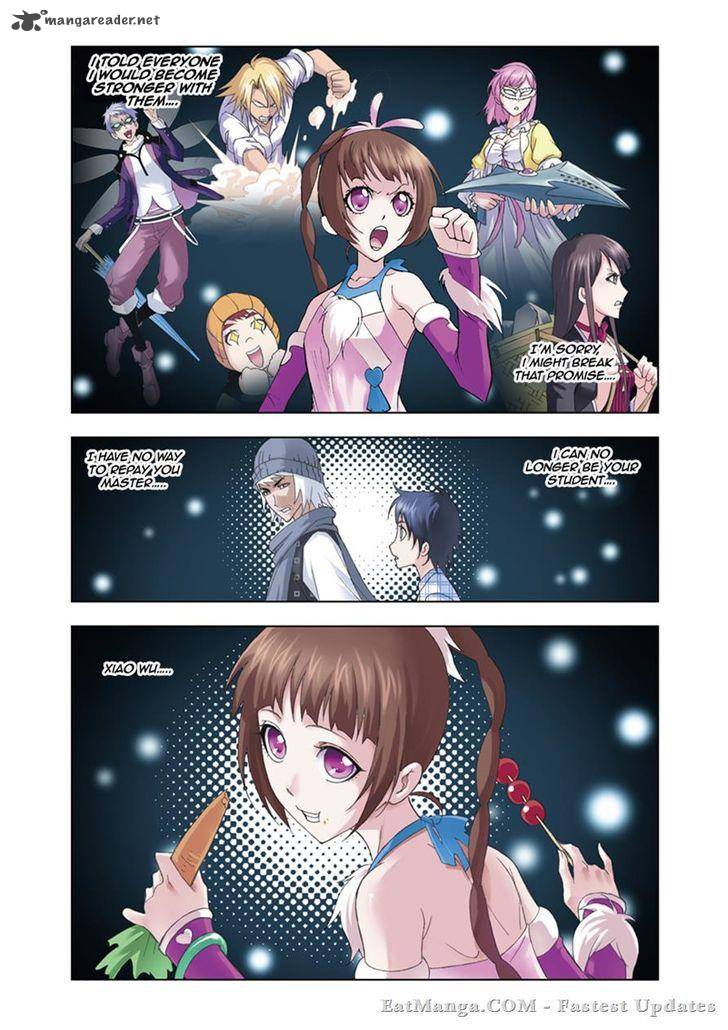 mangareader.net
I TOLD EVERYONE
I WOULD BECOME
STRONGER WITH
THEM....
I'M SORRY,
I MIGHT BREAK
THAT PROMISE....
I HAVE NO WAY
TO REPAY YOU
MASTER.....
I CAN NO
LONGER BE YOUR
STUDENT....
XIAO WU.....
EatManga.COM - Fastest Updates